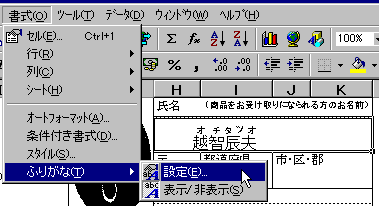 書式(O) ツール(T) データ(D) ウィンドウ(W) ヘルプ(H)
セル(E)... Ctrl+1
行(R)
列(C)
シート(H)
オートフォーマット(A)...
条件付き書式(D)...
スタイル(S)...
ふりがな(T)
設定(E)...
表示/非表示(S)
100%
H I J K
氏名 (商品をお受け取りになられる方のお名前)
オチ タツオ
越智辰夫
〒 都道府県 市・区・郡